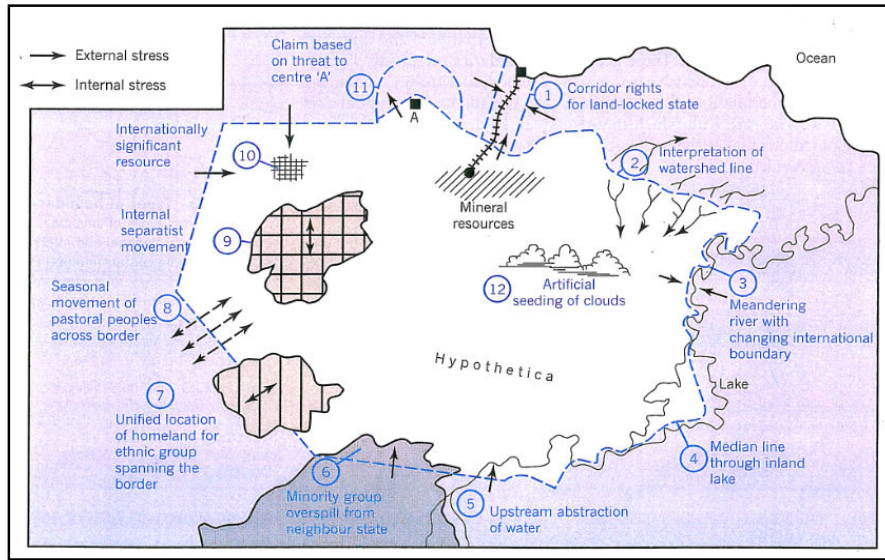 External stress
Internal stress
Claim based
on threat to
centre 'A'
11
A
1
Corridor rights
for land-locked
state
Ocean
Internationally
significant
resource
10
2
Interpretation of
watershed line
Mineral
resources
Internal
separatist
movement
9
12
Artificial
seeding of clouds
3
Meandering
river with
changing international
boundary
Seasonal
movement of
pastoral peoples
across border
8
Hypothetica
Lake
7
Unified location
of homeland for
ethnic group
spanning the
border
4
Median line
through inland
lake
6
Minority group
overspill from
neighbour state
5
Upstream abstraction
of water